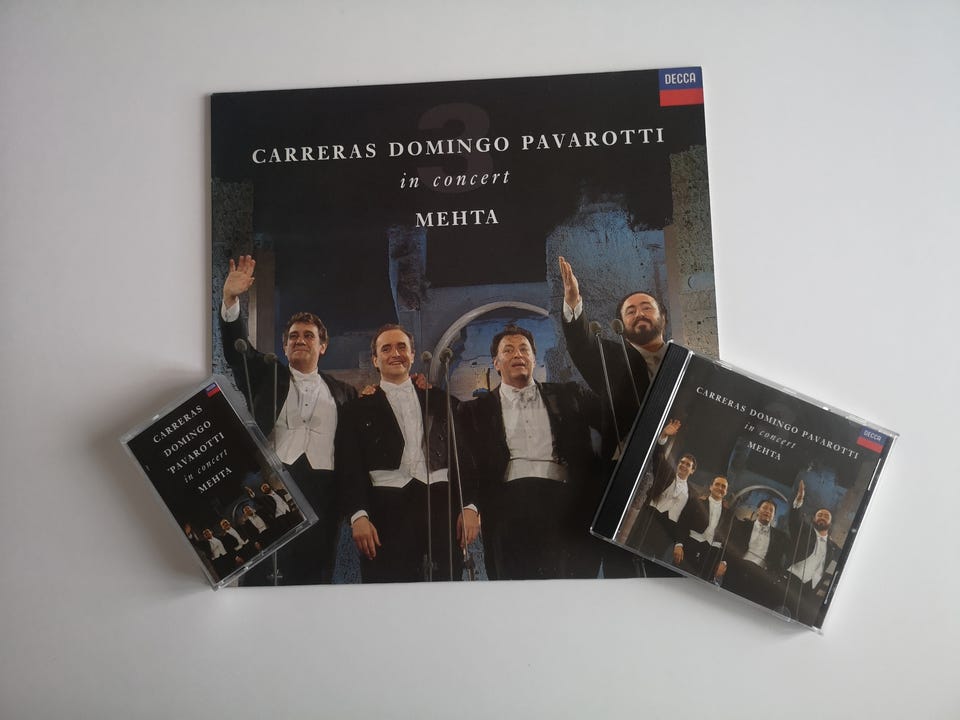 DECCA
CARRERAS DOMINGO PAVAROTTI
in concert
MEHTA
CARRERAS
DOMINGO
PAVAROTTI
in concert
MEHTA
CARRERAS DOMINGO PAVAROTTI
in concert
MEHTA
DECCA